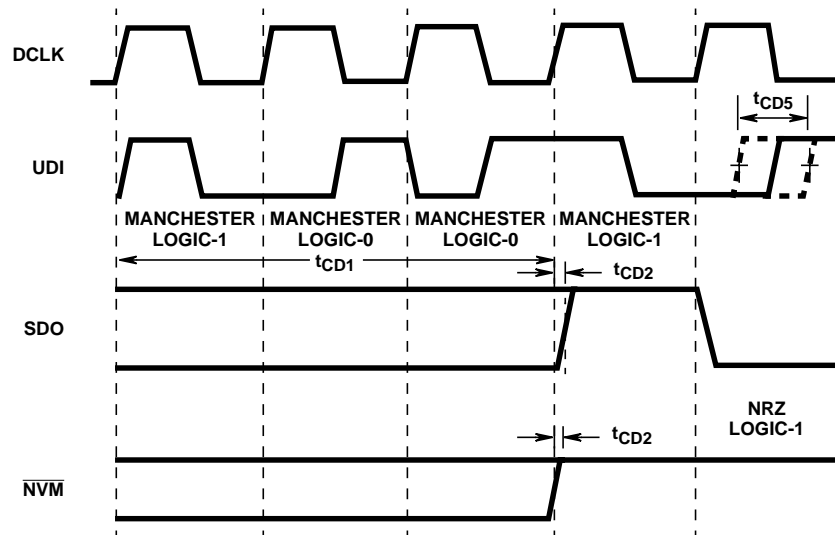 DCLK
tCD5
UDI
MANCHESTER LOGIC-1
MANCHESTER LOGIC-0
MANCHESTER LOGIC-0
MANCHESTER LOGIC-1
tCD1
tCD2
SDO
NRZ
LOGIC-1
tCD2
NVM